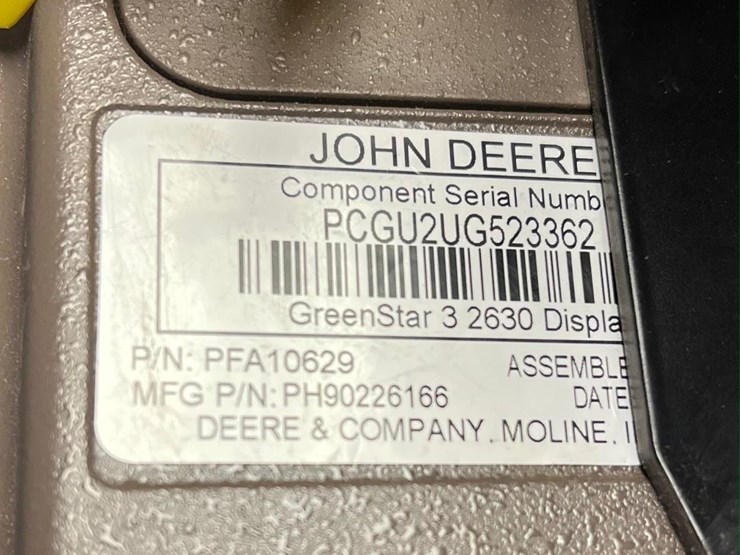 JOHN DEERE
Component Serial Numb
PCGU2UG523362
GreenStar 3 2630 Displa
P/N: PFA10629 ASSEMBLE
MFG P/N: PH90226166 DATE
DEERE & COMPANY, MOLINE, I